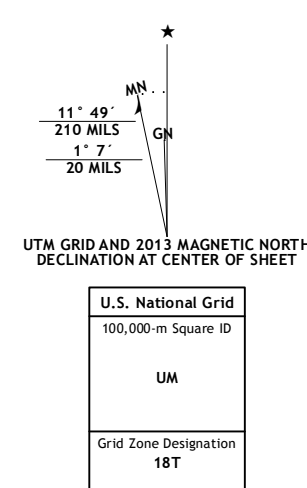 ★
MN
11° 49´
210 MILS
GN
1° 7´
20 MILS
UTM GRID AND 2013 MAGNETIC NORTH
DECLINATION AT CENTER OF SHEET
U.S. National Grid
100,000-m Square ID
UM
Grid Zone Designation
18T